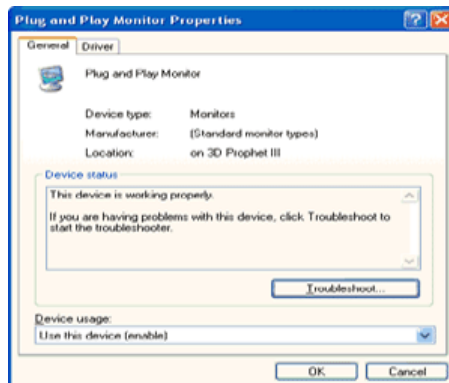 Plug and Play Monitor Properties
General Driver
Plug and Play Monitor
Device type: Monitors
Manufacturer: (Standard monitor types)
Location: on 3D Prophet III
Device status
This device is working properly.
If you are having problems with this device, click Troubleshoot to
start the troubleshooter.
Troubleshoot...
Device usage:
Use this device (enable)
OK Cancel